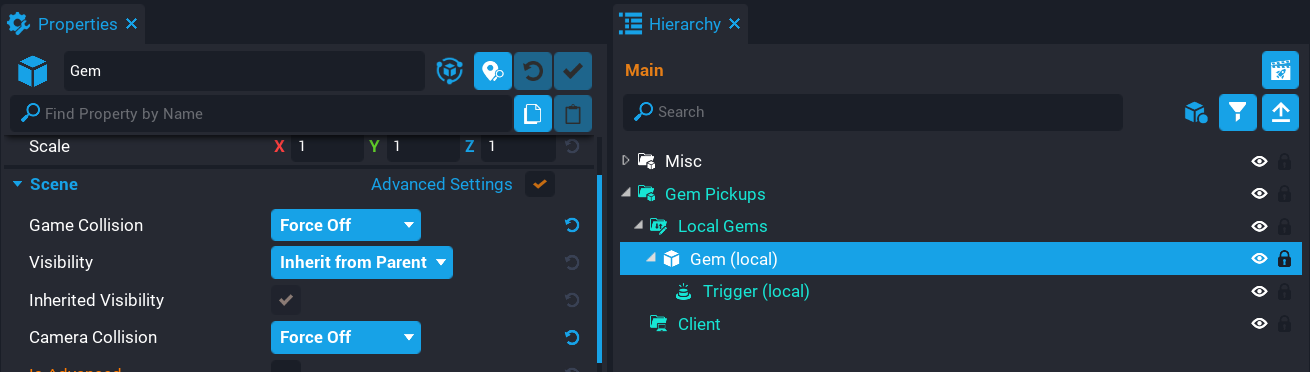 Properties
Gem
Find Property by Name
Scale X 1 Y 1 Z 1
Scene Advanced Settings
Game Collision Force Off
Visibility Inherit from Parent
Inherited Visibility
Camera Collision Force Off
Is Advanced
Hierarchy
Main
Search
Misc
Gem Pickups
Local Gems
Gem (local)
Trigger (local)
Client